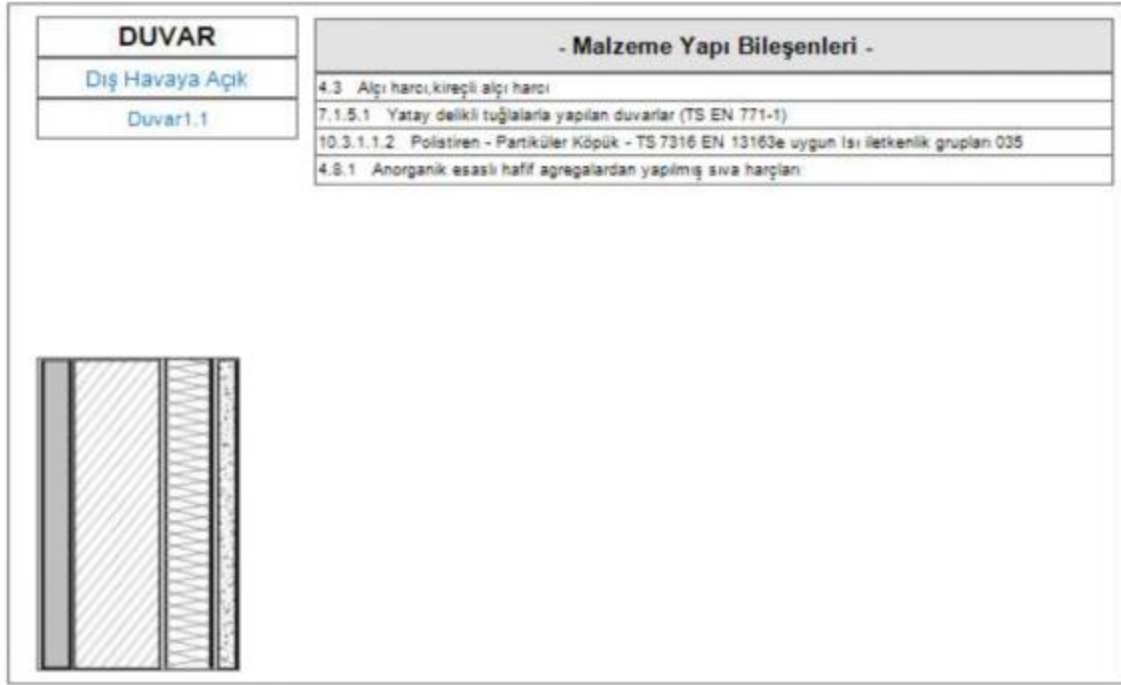 DUVAR
Dış Havaya Açık
Duvar1.1
- Malzeme Yapı Bileşenleri -
4.3 Alçı harcı,kireçli alçı harcı
7.1.5.1 Yatay delikli tuğlalarla yapılan duvarlar (TS EN 771-1)
10.3.1.1.2 Polistiren - Partiküler Köpük - TS 7316 EN 13163e uygun Isı iletkenlik grupları 035
4.8.1 Anorganik esaslı hafif agregalardan yapılmış sıva harçları